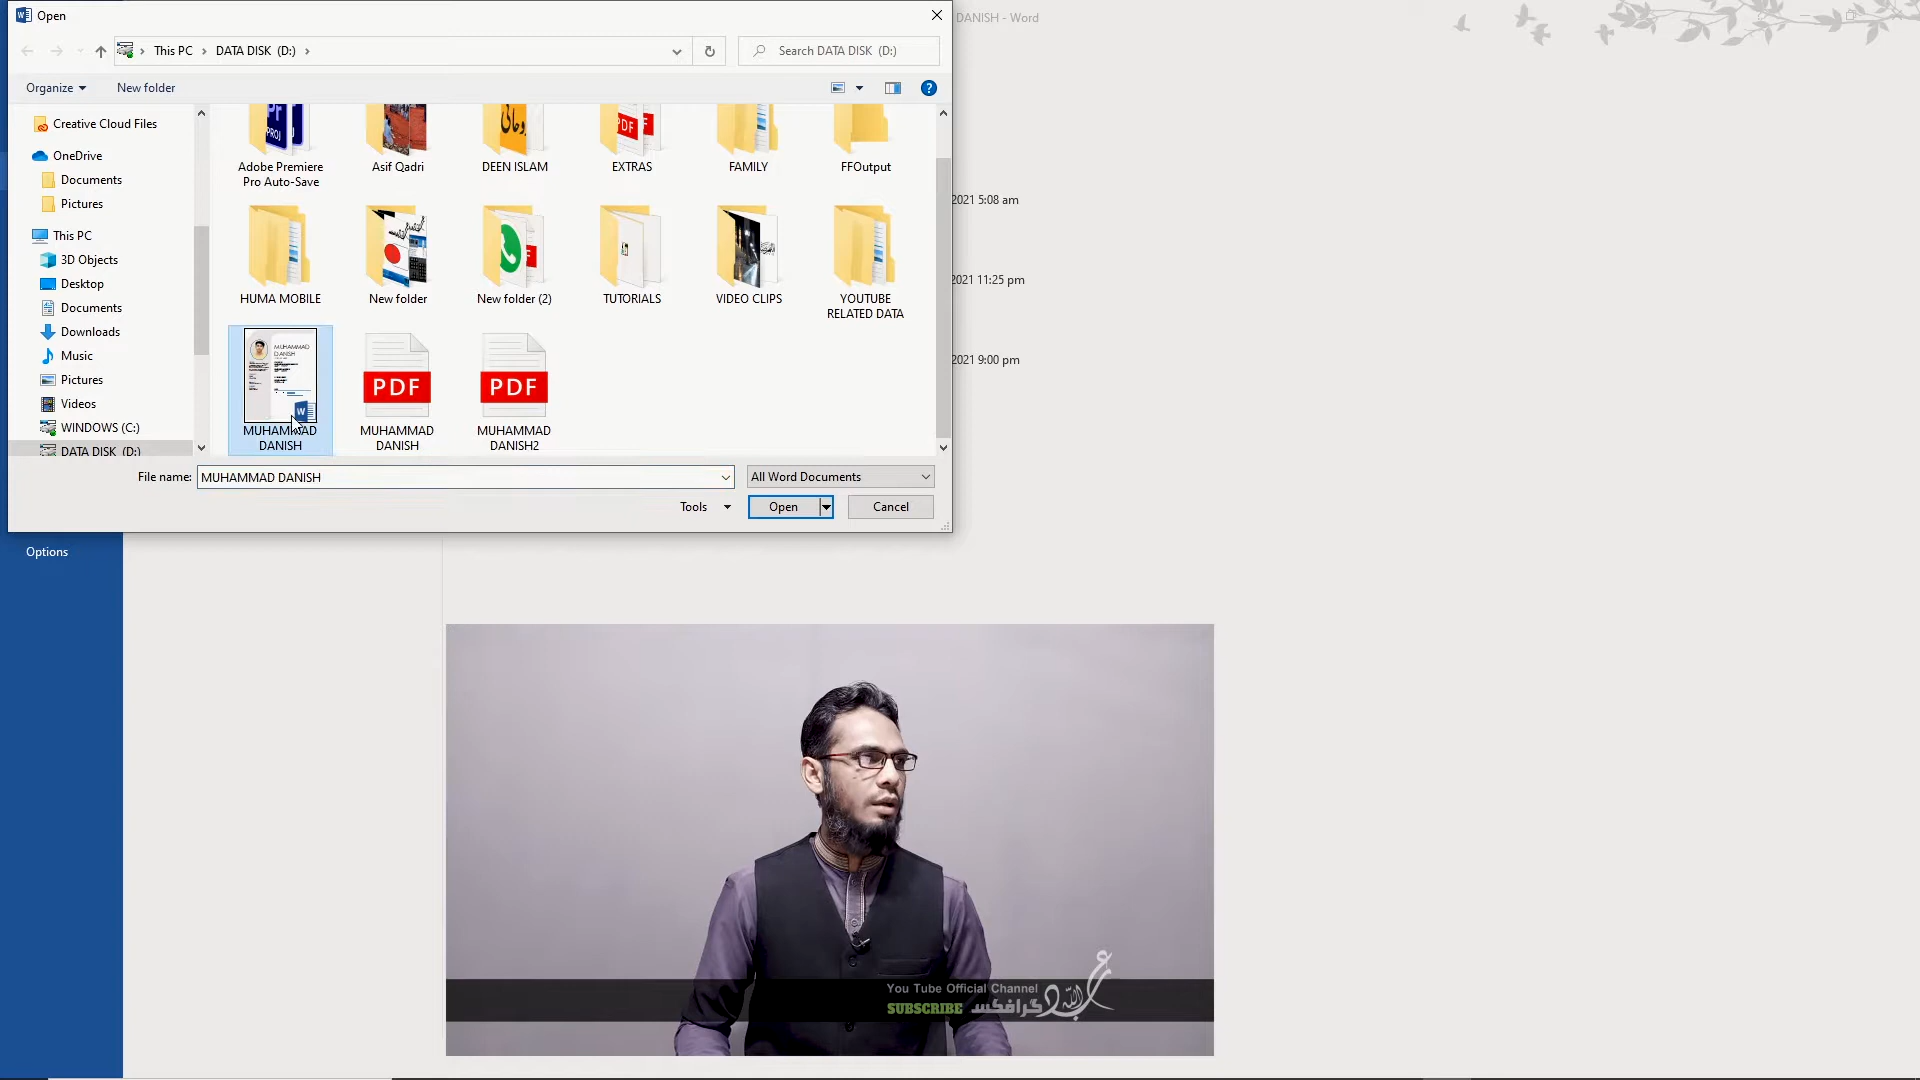 Open
DANISH - Word
This PC
DATA DISK (D:)
Search DATA DISK (D:)
Organize
New folder
Creative Cloud Files
OneDrive
Documents
Pictures
This PC
3D Objects
Desktop
Documents
Downloads
Music
Pictures
Videos
WINDOWS (C:)
DATA DISK (D:)
Adobe Premiere
Pro Auto-Save
Asif Qadri
DEEN ISLAM
EXTRAS
FAMILY
FFOutput
HUMA MOBILE
New folder
New folder (2)
TUTORIALS
VIDEO CLIPS
YOUTUBE
RELATED DATA
MUHAMMAD
DANISH
PDF
PDF
MUHAMMAD
DANISH
MUHAMMAD
DANISH
MUHAMMAD
DANISH2
2021 5:08 am
2021 11:25 pm
2021 9:00 pm
File name:
MUHAMMAD DANISH
All Word Documents
Tools
Open
Cancel
Options
You Tube Official Channel
SUBSCRIBE
گرافکس